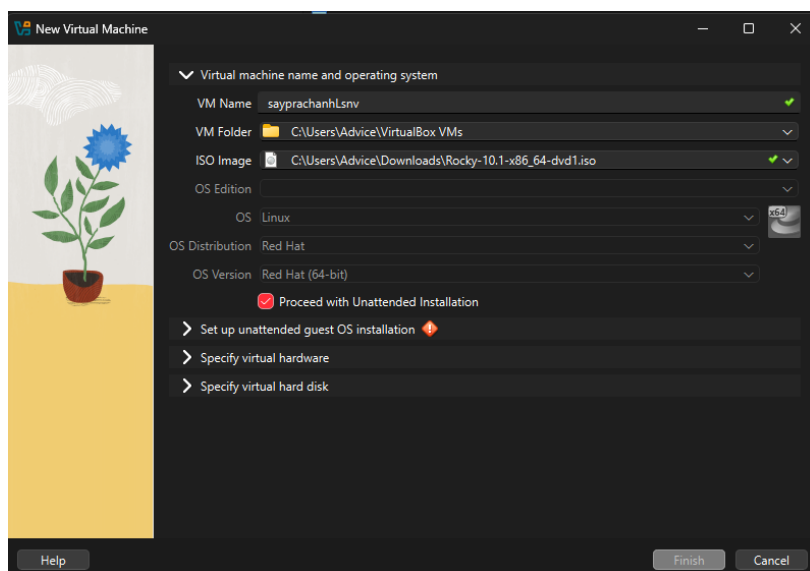 New Virtual Machine
Virtual machine name and operating system
VM Name sayprachanhLsnv
VM Folder C:\Users\Advice\VirtualBox VMs
ISO Image C:\Users\Advice\Downloads\Rocky-10.1-x86_64-dvd1.iso
OS Edition
OS Linux x64
OS Distribution Red Hat
OS Version Red Hat (64-bit)
Proceed with Unattended Installation
Set up unattended guest OS installation
Specify virtual hardware
Specify virtual hard disk
Help Finish Cancel